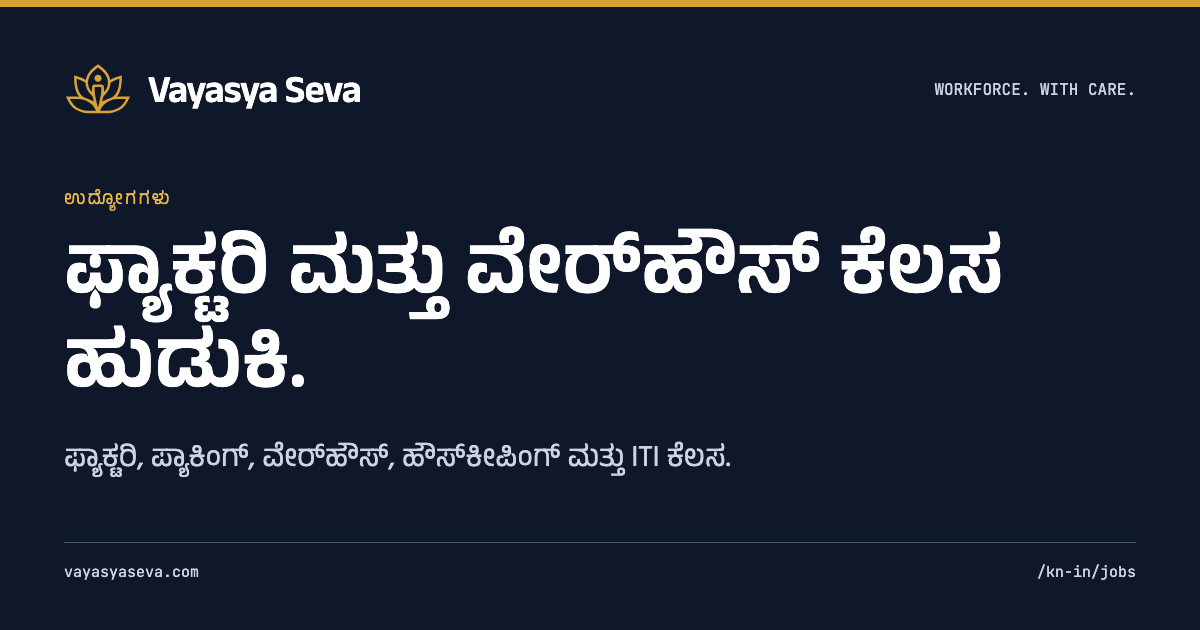 Vayasya Seva
WORKFORCE. WITH CARE.
ಉದ್ಯೋಗಗಳು
ಫ್ಯಾಕ್ಟರಿ ಮತ್ತು ವೇರ್‌ಹೌಸ್ ಕೆಲಸ
ಹುಡುಕಿ.
ಫ್ಯಾಕ್ಟರಿ, ಪ್ಯಾಕಿಂಗ್, ವೇರ್‌ಹೌಸ್, ಹೌಸ್‌ಕೀಪಿಂಗ್ ಮತ್ತು ITI ಕೆಲಸ.
vayasyaseva.com
/kn-in/jobs